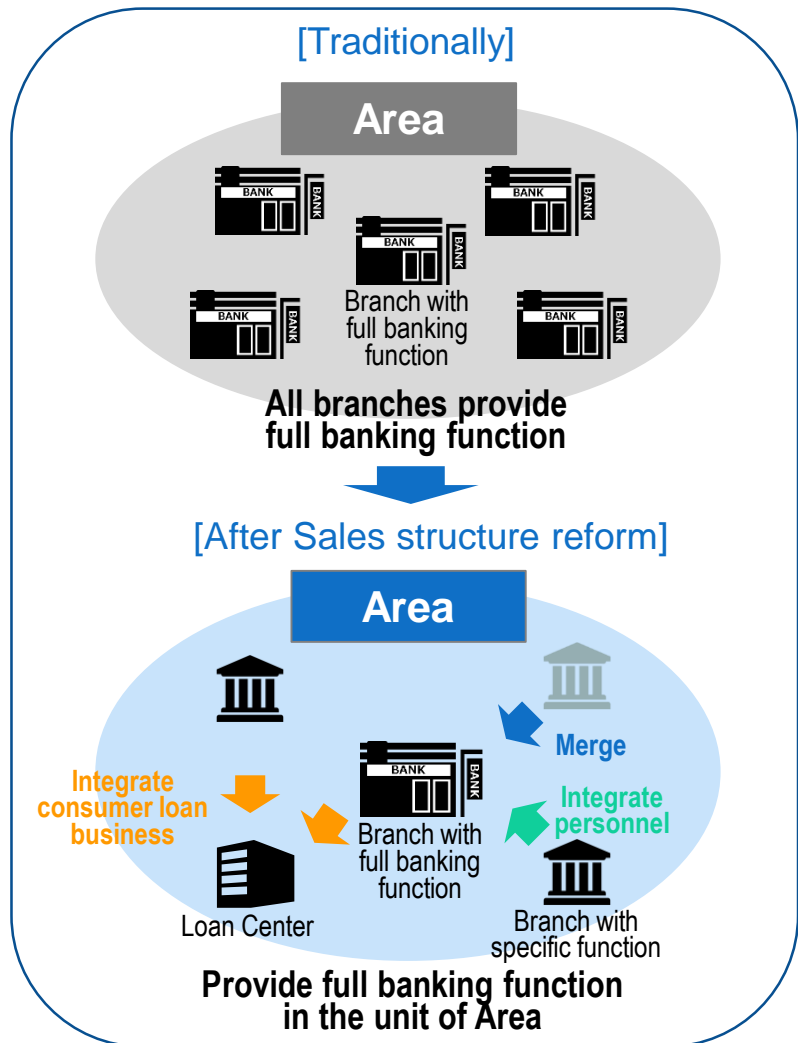 [Traditionally]
Area
BANK
BANK
BANK
BANK
BANK
BANK
Branch with
full banking
function
BANK
BANK
BANK
BANK
All branches provide
full banking function
[After Sales structure reform]
Area
Merge
BANK
BANK
Integrate
consumer loan
business
Integrate
personnel
Branch with
full banking
function
Loan Center
Branch with
specific function
Provide full banking function
in the unit of Area